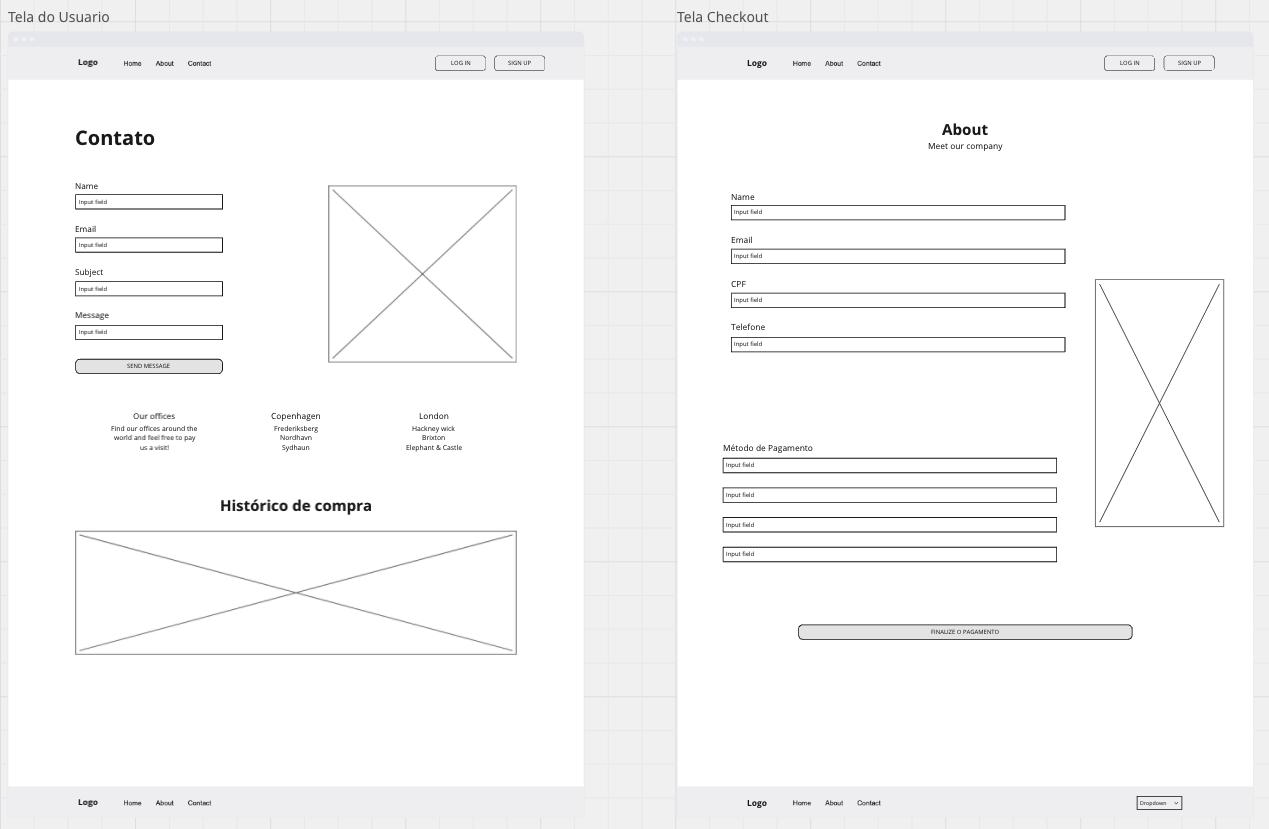 Tela do Usuario
Logo Home About Contact LOG IN SIGN UP
Contato
Name
Input field
Email
Input field
Subject
Input field
Message
Input field
SEND MESSAGE
Our offices
Find our offices around the
world and feel free to pay
us a visit!
Copenhagen
Frederiksberg
Nordhavn
Sydhaun
London
Hackney wick
Brixton
Elephant & Castle
Histórico de compra
Logo Home About Contact
Tela Checkout
Logo Home About Contact LOG IN SIGN UP
About
Meet our company
Name
Input field
Email
Input field
CPF
Input field
Telefone
Input field
Método de Pagamento
Input field
Input field
Input field
Input field
FINALIZE O PAGAMENTO
Logo Home About Contact Dropdown